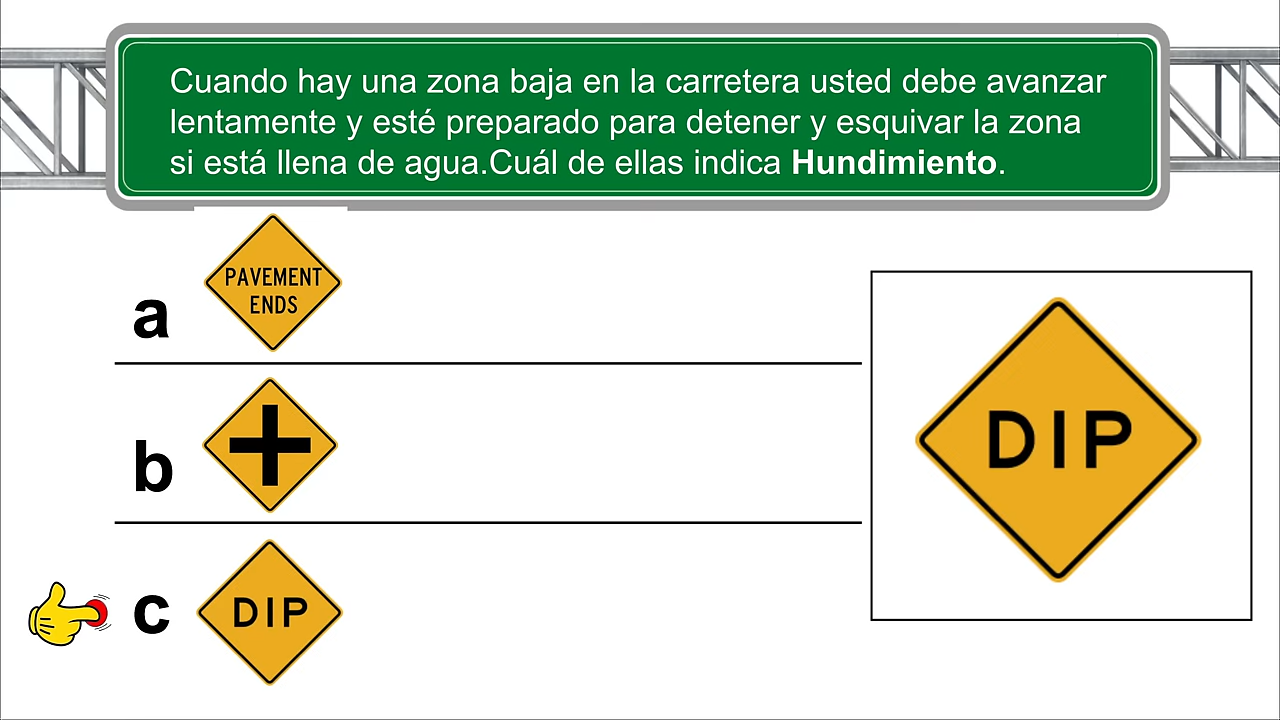 Cuando hay una zona baja en la carretera usted debe avanzar
lentamente y esté preparado para detener y esquivar la zona
si está llena de agua.Cuál de ellas indica Hundimiento.
a
PAVEMENT
ENDS
b
c
DIP
DIP